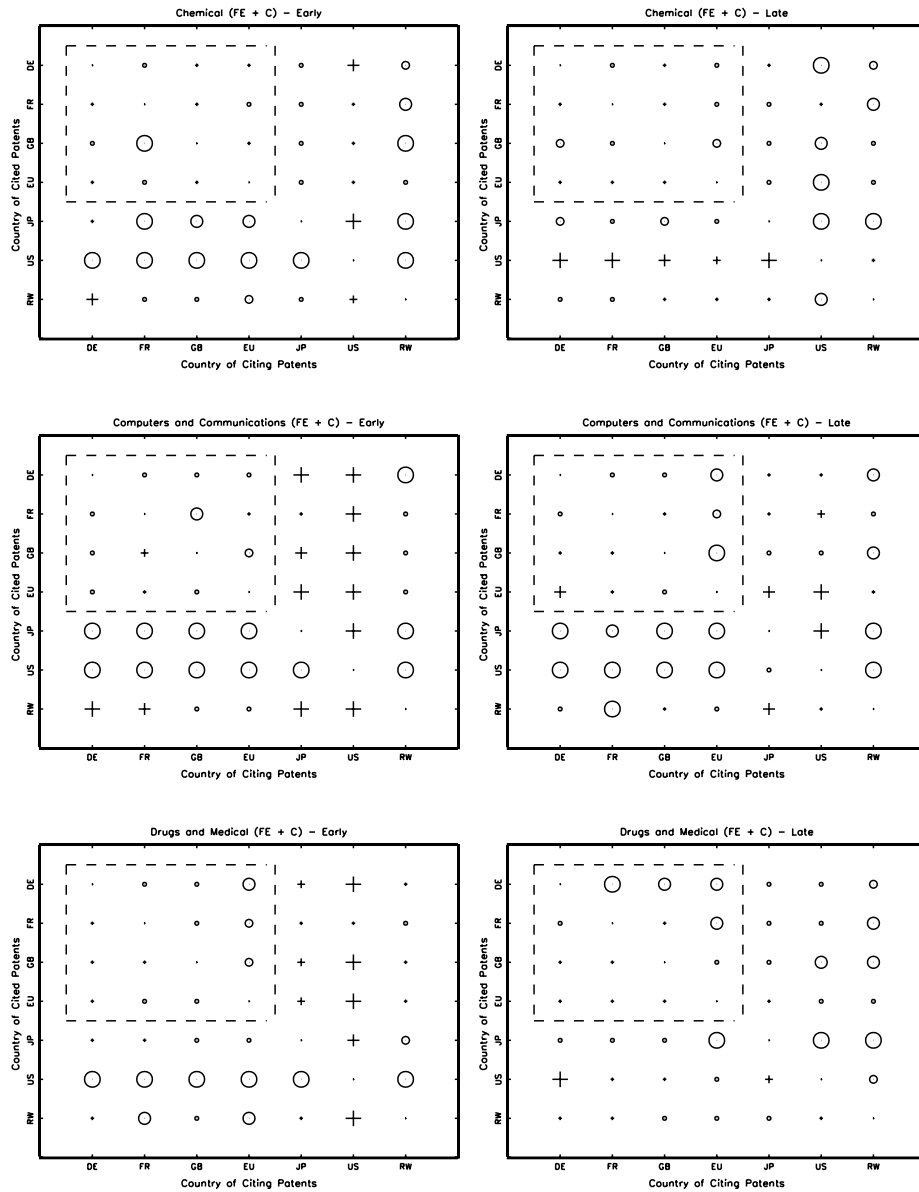 Chemical (FE + C) – Early
Country of Cited Patents
DE
FR
GB
EU
JP
US
RW
DE FR GB EU JP US RW
Country of Citing Patents
Chemical (FE + C) – Late
Country of Cited Patents
DE
FR
GB
EU
JP
US
RW
DE FR GB EU JP US RW
Country of Citing Patents
Computers and Communications (FE + C) – Early
Country of Cited Patents
DE
FR
GB
EU
JP
US
RW
DE FR GB EU JP US RW
Country of Citing Patents
Computers and Communications (FE + C) – Late
Country of Cited Patents
DE
FR
GB
EU
JP
US
RW
DE FR GB EU JP US RW
Country of Citing Patents
Drugs and Medical (FE + C) – Early
Country of Cited Patents
DE
FR
GB
EU
JP
US
RW
DE FR GB EU JP US RW
Country of Citing Patents
Drugs and Medical (FE + C) – Late
Country of Cited Patents
DE
FR
GB
EU
JP
US
RW
DE FR GB EU JP US RW
Country of Citing Patents